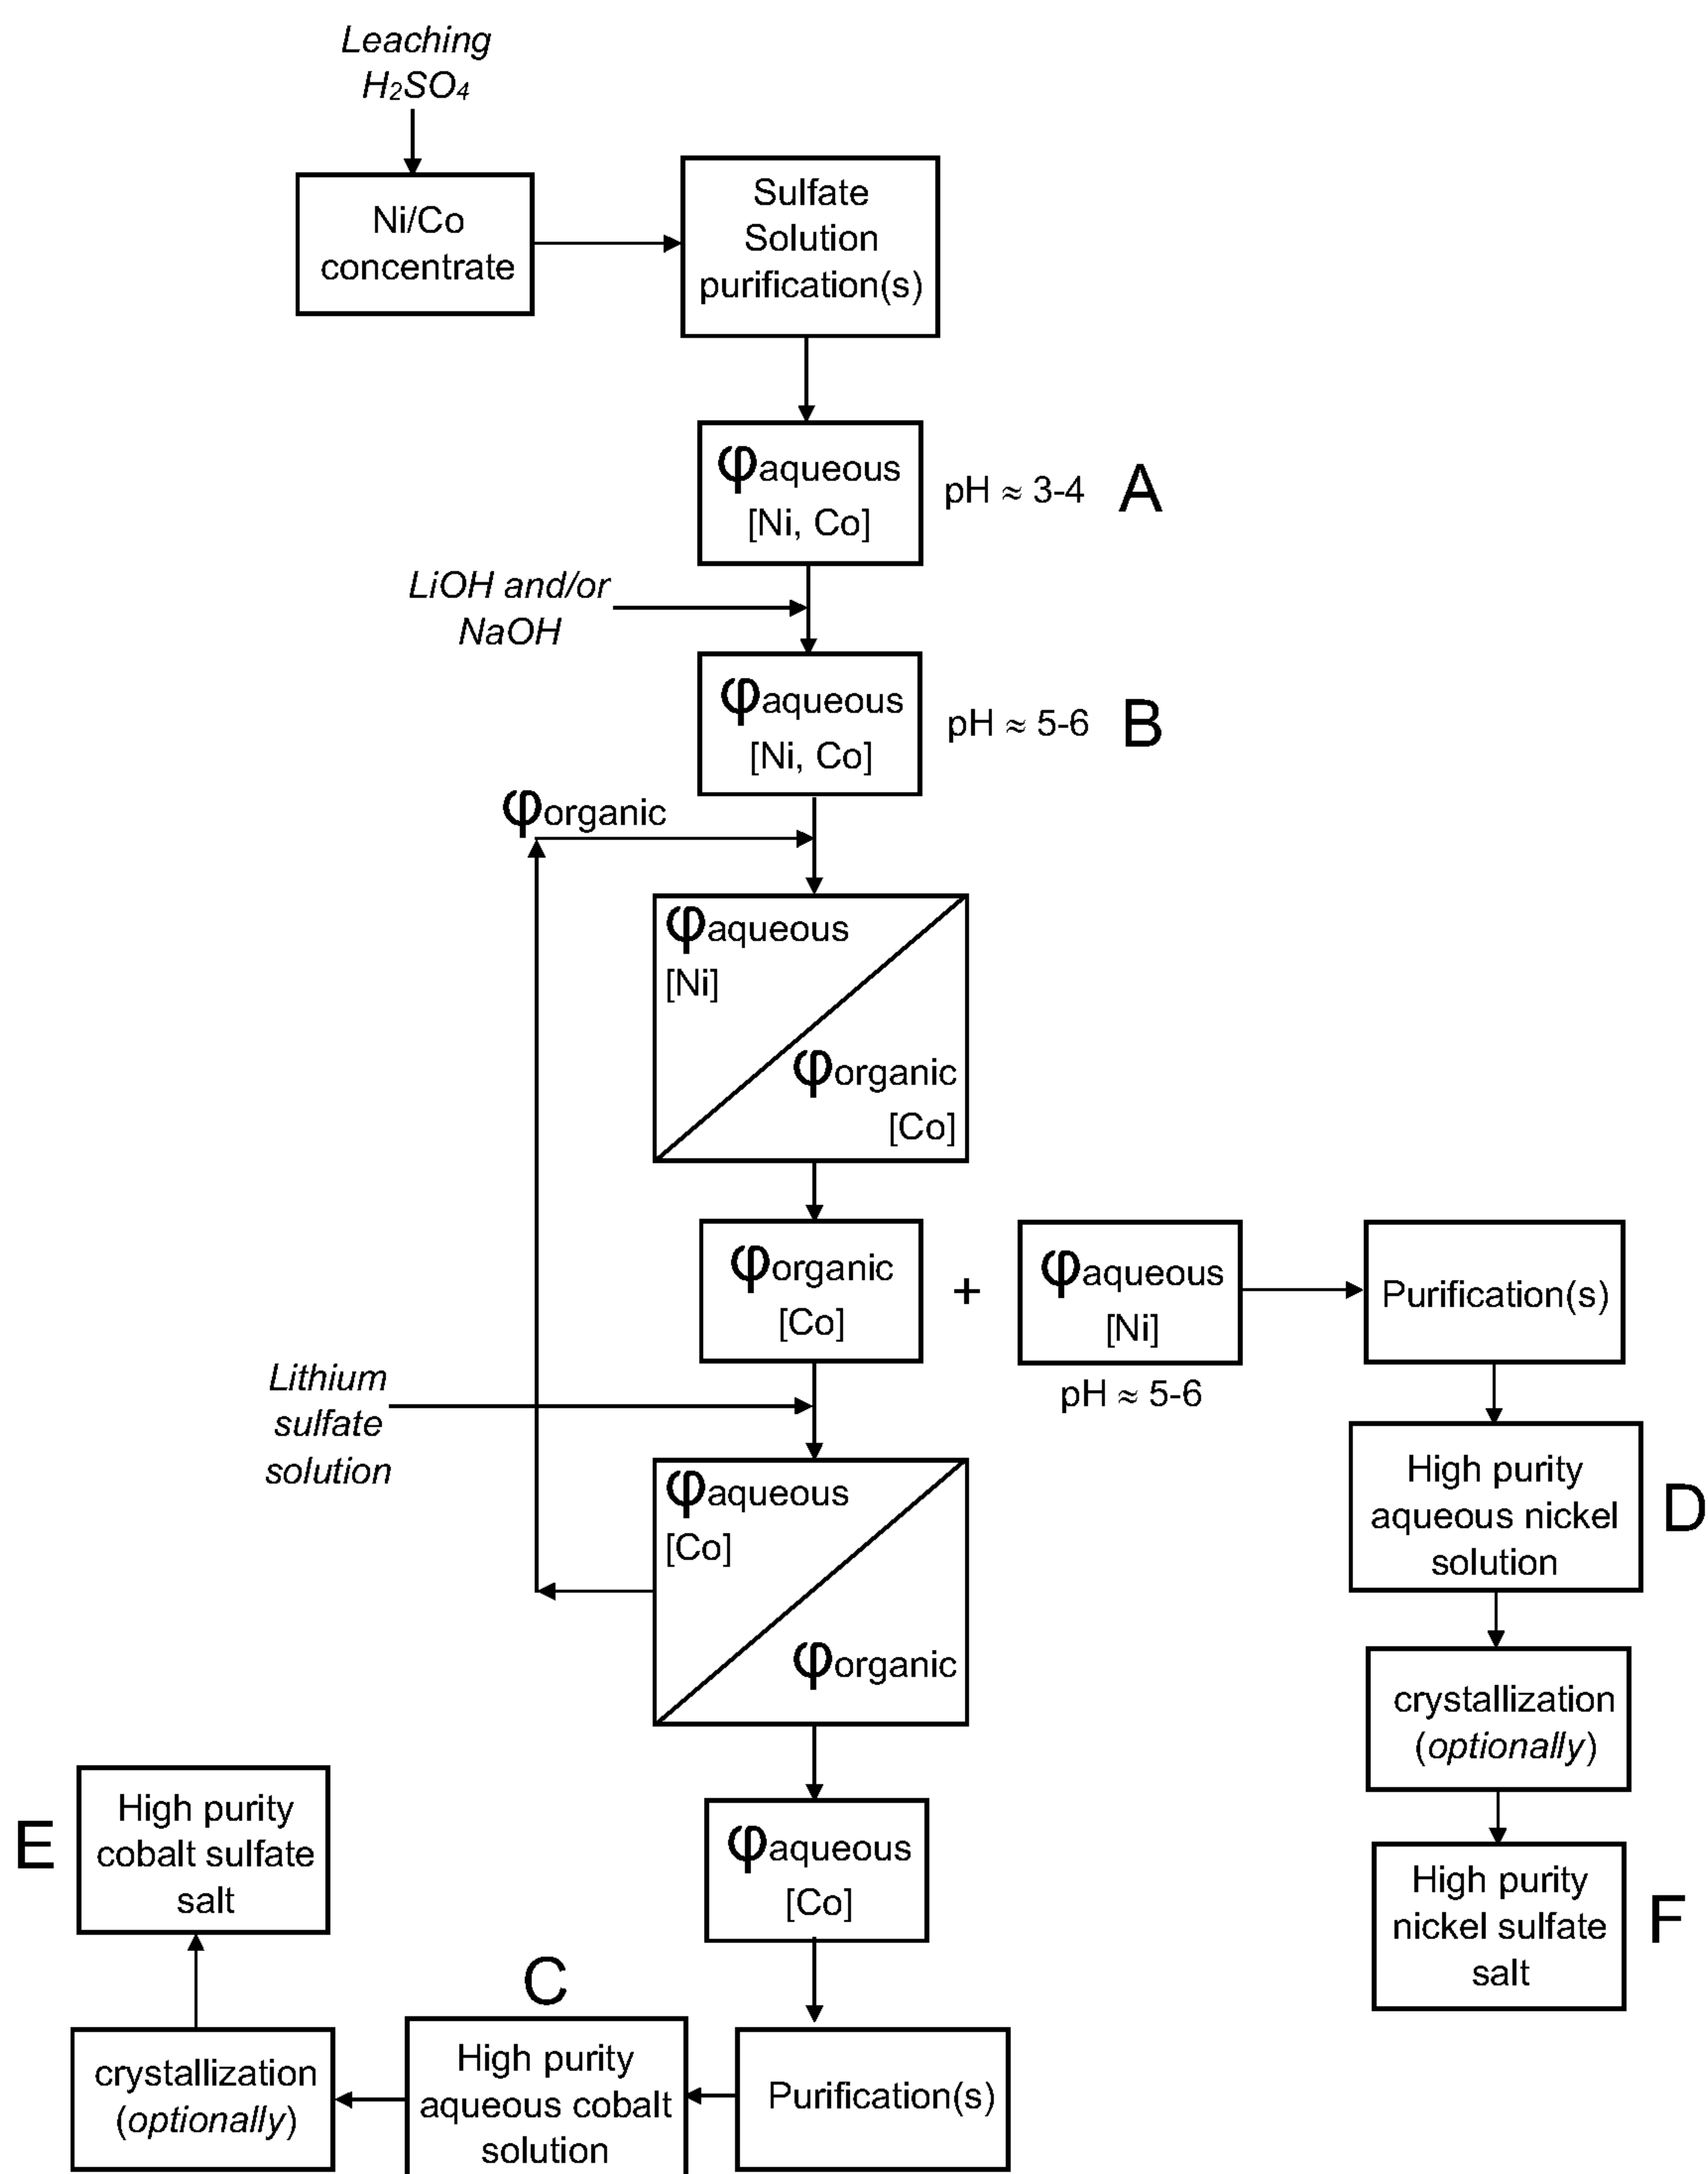 Leaching
H₂SO₄
Ni/Co
concentrate
Sulfate
Solution
purification(s)
φaqueous
[Ni, Co]
pH ≈ 3-4
A
LiOH and/or
NaOH
φaqueous
[Ni, Co]
pH ≈ 5-6
B
φorganic
φaqueous
[Ni]
φorganic
[Co]
φorganic
[Co]
+
φaqueous
[Ni]
pH ≈ 5-6
Purification(s)
Lithium
sulfate
solution
φaqueous
[Co]
φorganic
High purity
aqueous nickel
solution
D
crystallization
(optionally)
High purity
nickel sulfate
salt
F
φaqueous
[Co]
E
High purity
cobalt sulfate
salt
C
crystallization
(optionally)
High purity
aqueous cobalt
solution
Purification(s)